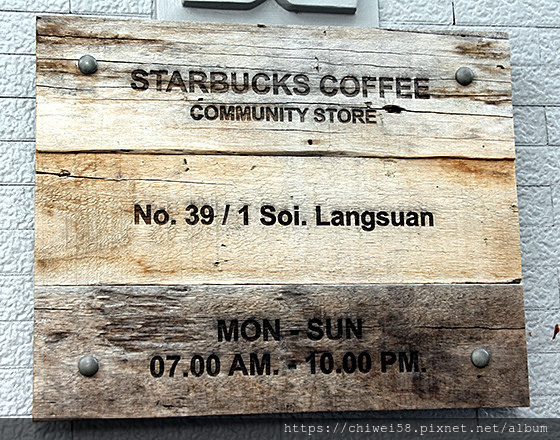 STARBUCKS COFFEE
COMMUNITY STORE
No. 39 / 1 Soi. Langsuan
MON - SUN
07.00 AM. - 10.00 PM.
https://chiwei58.pixnet.net/album